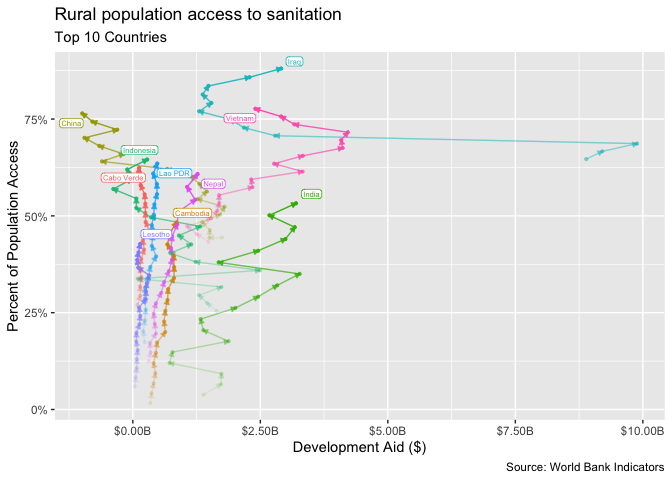 Rural population access to sanitation
Top 10 Countries
Iraq
Vietnam
China
Indonesia
Cabo Verde
Lao PDR
Nepal
India
Cambodia
Lesotho
75%
50%
25%
0%
Percent of Population Access
$0.00B $2.50B $5.00B $7.50B $10.00B
Development Aid ($)
Source: World Bank Indicators